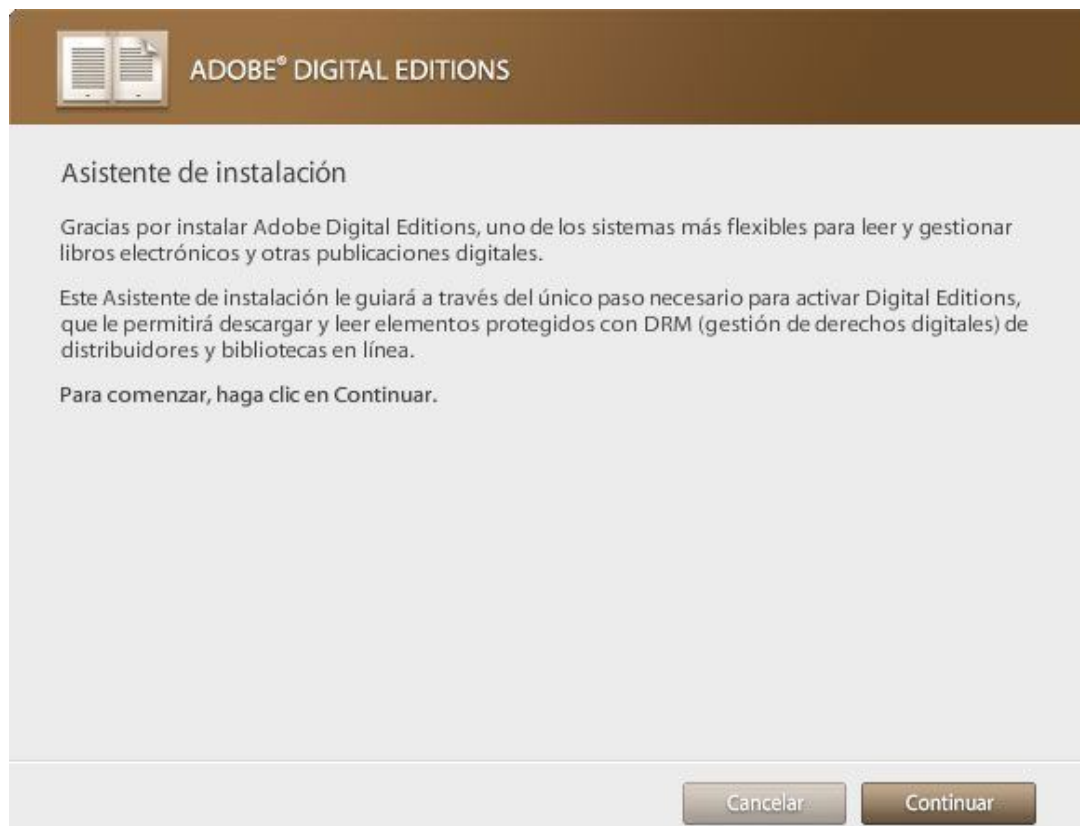 ADOBE® DIGITAL EDITIONS
Asistente de instalación
Gracias por instalar Adobe Digital Editions, uno de los sistemas más flexibles para leer y gestionar
libros electrónicos y otras publicaciones digitales.
Este Asistente de instalación le guiará a través del único paso necesario para activar Digital Editions,
que le permitirá descargar y leer elementos protegidos con DRM (gestión de derechos digitales) de
distribuidores y bibliotecas en línea.
Para comenzar, haga clic en Continuar.
Cancelar
Continuar